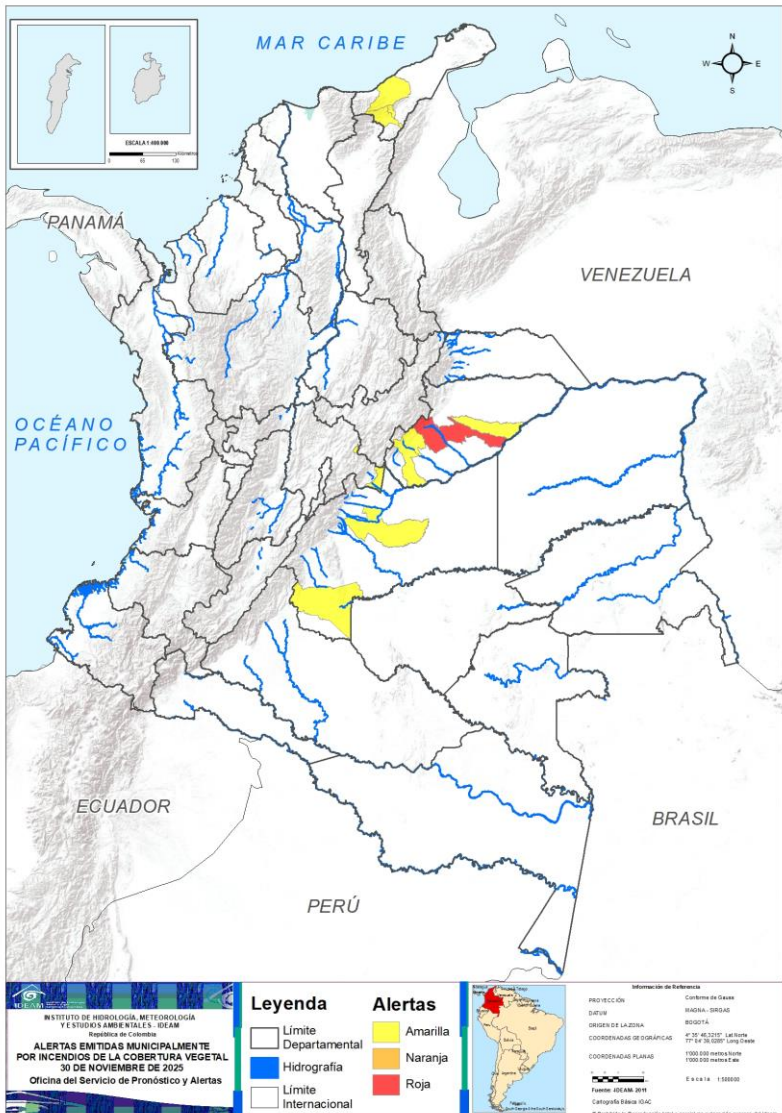 MAR CARIBE
N
W
E
S
ESCALA 1:400 000
0 65 130
PANAMÁ
VENEZUELA
OCÉANO
PACÍFICO
ECUADOR
BRASIL
PERÚ
IDEAM
INSTITUTO DE HIDROLOGÍA, METEOROLOGÍA
Y ESTUDIOS AMBIENTALES - IDEAM
República de Colombia
ALERTAS EMITIDAS MUNICIPALMENTE
POR INCENDIOS DE LA COBERTURA VEGETAL
30 DE NOVIEMBRE DE 2025
Oficina del Servicio de Pronóstico y Alertas
Leyenda
Límite
Departamental
Hidrografía
Límite
Internacional
Alertas
Amarilla
Naranja
Roja
Información de Referencia
PROYECCIÓN Conforme de Gauss
DATUM MAGNA - SIRGAS
ORIGEN DE LA ZONA BOGOTÁ
COORDENADAS GEOGRÁFICAS
COORDENADAS PLANAS 1'000.000 metros Norte
1'000.000 metros Este
Fuente: IDEAM 2011
Cartografía Básica IGAC